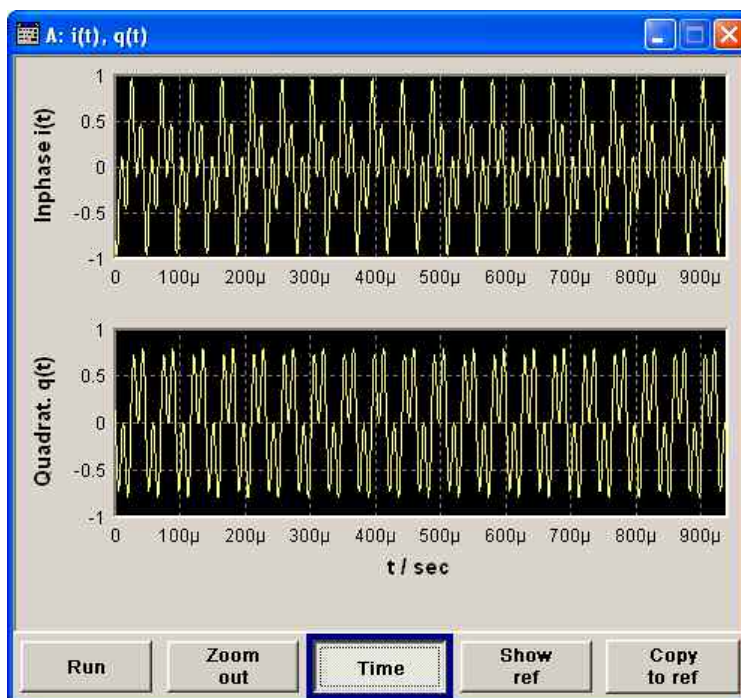 A: i(t), q(t)
Inphase i(t)
1
0.5
0
-0.5
-1
0 100µ 200µ 300µ 400µ 500µ 600µ 700µ 800µ 900µ
Quadrat. q(t)
1
0.5
0
-0.5
-1
0 100µ 200µ 300µ 400µ 500µ 600µ 700µ 800µ 900µ
t / sec
Run
Zoom
out
Time
Show
ref
Copy
to ref